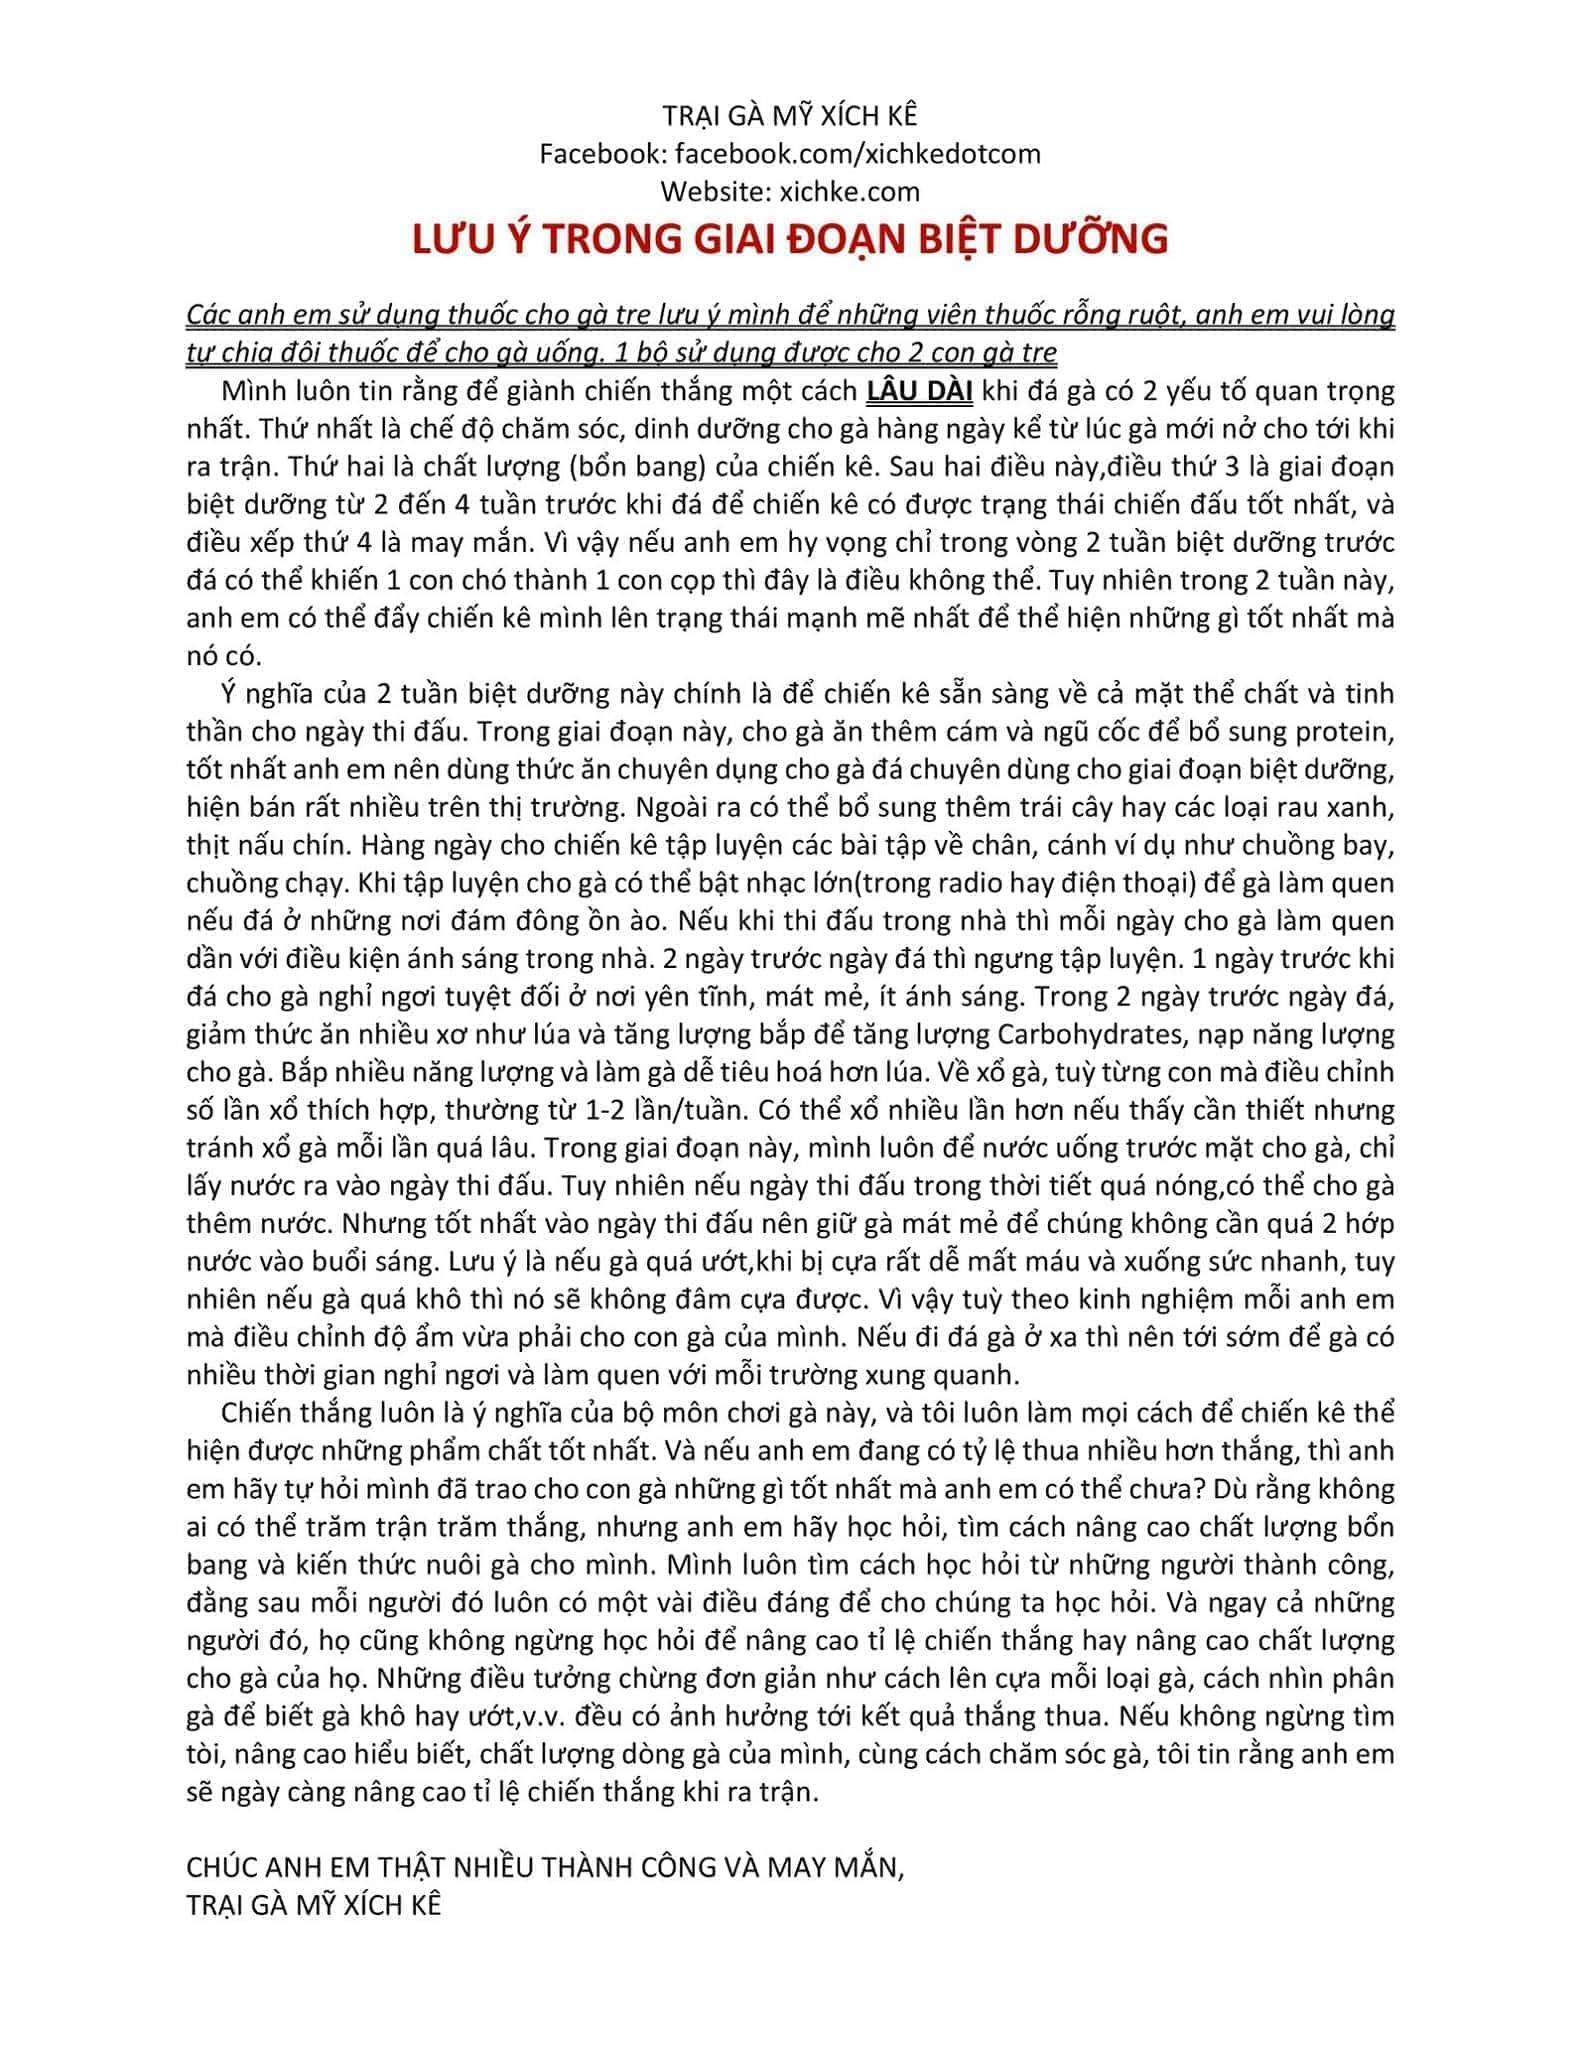 TRẠI GÀ MỸ XÍCH KÊ
Facebook: facebook.com/xichkedotcom
Website: xichke.com
LƯU Ý TRONG GIAI ĐOẠN BIỆT DƯỠNG
Các anh em sử dụng thuốc cho gà tre lưu ý mình để những viên thuốc rỗng ruột, anh em vui lòng
tự chia đôi thuốc để cho gà uống. 1 bộ sử dụng được cho 2 con gà tre
Mình luôn tin rằng để giành chiến thắng một cách LÂU DÀI khi đá gà có 2 yếu tố quan trọng
nhất. Thứ nhất là chế độ chăm sóc, dinh dưỡng cho gà hàng ngày kể từ lúc gà mới nở cho tới khi
ra trận. Thứ hai là chất lượng (bổn bang) của chiến kê. Sau hai điều này,điều thứ 3 là giai đoạn
biệt dưỡng từ 2 đến 4 tuần trước khi đá để chiến kê có được trạng thái chiến đấu tốt nhất, và
điều xếp thứ 4 là may mắn. Vì vậy nếu anh em hy vọng chỉ trong vòng 2 tuần biệt dưỡng trước
đá có thể khiến 1 con chó thành 1 con cọp thì đây là điều không thể. Tuy nhiên trong 2 tuần này,
anh em có thể đẩy chiến kê mình lên trạng thái mạnh mẽ nhất để thể hiện những gì tốt nhất mà
nó có.
Ý nghĩa của 2 tuần biệt dưỡng này chính là để chiến kê sẵn sàng về cả mặt thể chất và tinh
thần cho ngày thi đấu. Trong giai đoạn này, cho gà ăn thêm cám và ngũ cốc để bổ sung protein,
tốt nhất anh em nên dùng thức ăn chuyên dụng cho gà đá chuyên dùng cho giai đoạn biệt dưỡng,
hiện bán rất nhiều trên thị trường. Ngoài ra có thể bổ sung thêm trái cây hay các loại rau xanh,
thịt nấu chín. Hàng ngày cho chiến kê tập luyện các bài tập về chân, cánh ví dụ như chuồng bay,
chuồng chạy. Khi tập luyện cho gà có thể bật nhạc lớn(trong radio hay điện thoại) để gà làm quen
nếu đá ở những nơi đám đông ồn ào. Nếu khi thi đấu trong nhà thì mỗi ngày cho gà làm quen
dần với điều kiện ánh sáng trong nhà. 2 ngày trước ngày đá thì ngưng tập luyện. 1 ngày trước khi
đá cho gà nghỉ ngơi tuyệt đối ở nơi yên tĩnh, mát mẻ, ít ánh sáng. Trong 2 ngày trước ngày đá,
giảm thức ăn nhiều xơ như lúa và tăng lượng bắp để tăng lượng Carbohydrates, nạp năng lượng
cho gà. Bắp nhiều năng lượng và làm gà dễ tiêu hoá hơn lúa. Về xổ gà, tuỳ từng con mà điều chỉnh
số lần xổ thích hợp, thường từ 1-2 lần/tuần. Có thể xổ nhiều lần hơn nếu thấy cần thiết nhưng
tránh xổ gà mỗi lần quá lâu. Trong giai đoạn này, mình luôn để nước uống trước mặt cho gà, chỉ
lấy nước ra vào ngày thi đấu. Tuy nhiên nếu ngày thi đấu trong thời tiết quá nóng,có thể cho gà
thêm nước. Nhưng tốt nhất vào ngày thi đấu nên giữ gà mát mẻ để chúng không cần quá 2 hớp
nước vào buổi sáng. Lưu ý là nếu gà quá ướt,khi bị cựa rất dễ mất máu và xuống sức nhanh, tuy
nhiên nếu gà quá khô thì nó sẽ không đâm cựa được. Vì vậy tuỳ theo kinh nghiệm mỗi anh em
mà điều chỉnh độ ẩm vừa phải cho con gà của mình. Nếu đi đá gà ở xa thì nên tới sớm để gà có
nhiều thời gian nghỉ ngơi và làm quen với mỗi trường xung quanh.
Chiến thắng luôn là ý nghĩa của bộ môn chơi gà này, và tôi luôn làm mọi cách để chiến kê thể
hiện được những phẩm chất tốt nhất. Và nếu anh em đang có tỷ lệ thua nhiều hơn thắng, thì anh
em hãy tự hỏi mình đã trao cho con gà những gì tốt nhất mà anh em có thể chưa? Dù rằng không
ai có thể trăm trận trăm thắng, nhưng anh em hãy học hỏi, tìm cách nâng cao chất lượng bổn
bang và kiến thức nuôi gà cho mình. Mình luôn tìm cách học hỏi từ những người thành công,
đằng sau mỗi người đó luôn có một vài điều đáng để cho chúng ta học hỏi. Và ngay cả những
người đó, họ cũng không ngừng học hỏi để nâng cao tỉ lệ chiến thắng hay nâng cao chất lượng
cho gà của họ. Những điều tưởng chừng đơn giản như cách lên cựa mỗi loại gà, cách nhìn phân
gà để biết gà khô hay ướt,v.v. đều có ảnh hưởng tới kết quả thắng thua. Nếu không ngừng tìm
tòi, nâng cao hiểu biết, chất lượng dòng gà của mình, cùng cách chăm sóc gà, tôi tin rằng anh em
sẽ ngày càng nâng cao tỉ lệ chiến thắng khi ra trận.
CHÚC ANH EM THẬT NHIỀU THÀNH CÔNG VÀ MAY MẮN,
TRẠI GÀ MỸ XÍCH KÊ